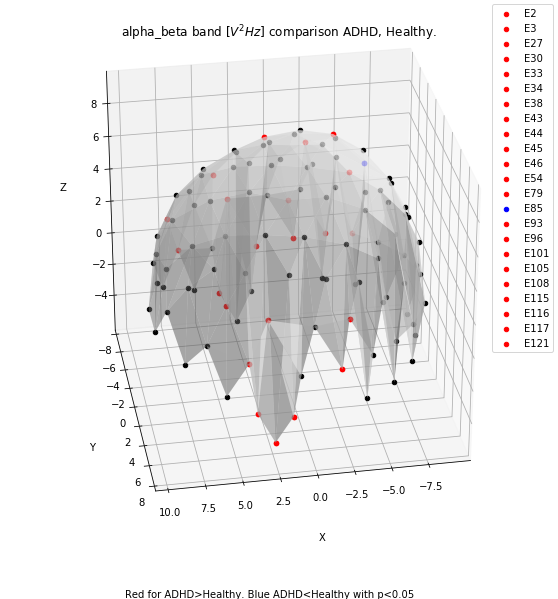 alpha_beta band [V²Hz] comparison ADHD, Healthy.
E2
E3
E27
E30
E33
E34
E38
E43
E44
E45
E46
E54
E79
E85
E93
E96
E101
E105
E108
E115
E116
E117
E121
8
6
4
2
0
−2
−4
Z
−8
−6
−4
−2
0
2
4
6
8
Y
10.0
7.5
5.0
2.5
0.0
−2.5
−5.0
−7.5
X
Red for ADHD>Healthy. Blue ADHD<Healthy with p<0.05